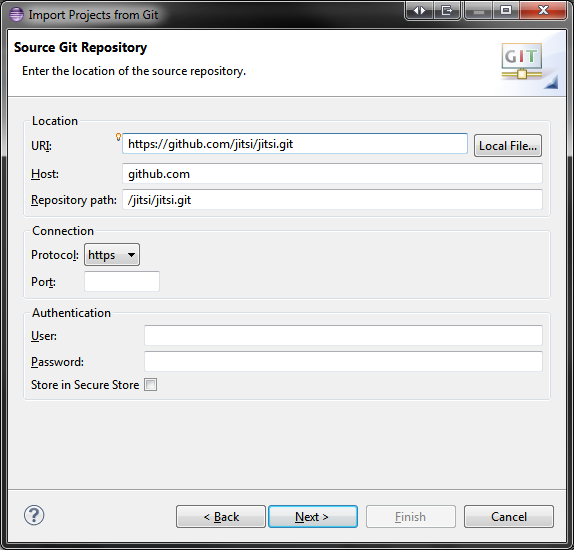 Import Projects from Git
Source Git Repository
Enter the location of the source repository.
GIT
Location
URI: https://github.com/jitsi/jitsi.git Local File...
Host: github.com
Repository path: /jitsi/jitsi.git
Connection
Protocol: https
Port:
Authentication
User:
Password:
Store in Secure Store
? < Back Next > Finish Cancel